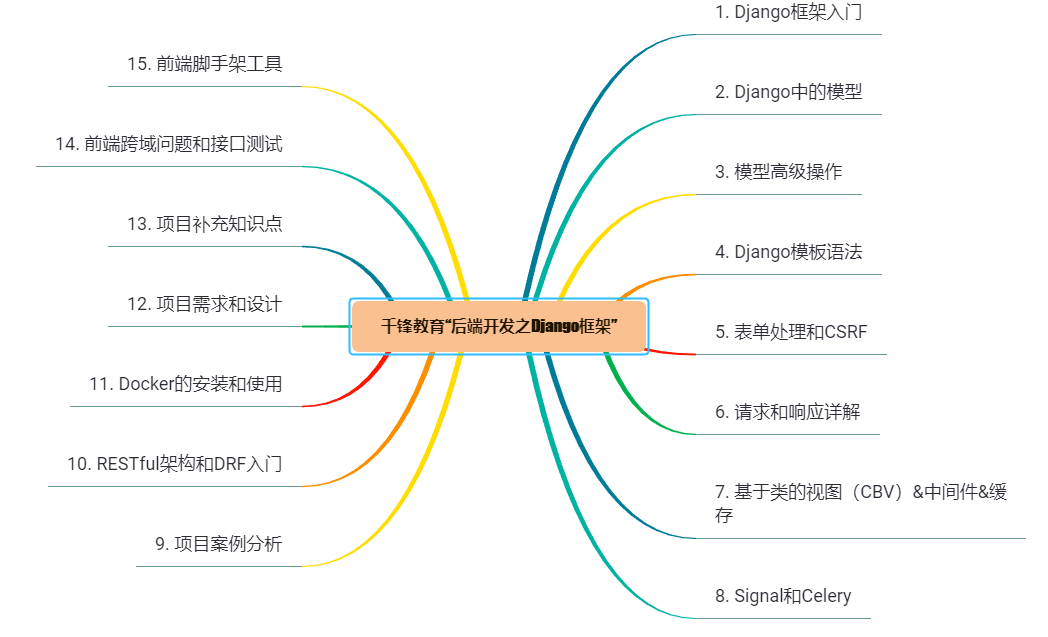 千锋教育“后端开发之Django框架”
1. Django框架入门
2. Django中的模型
3. 模型高级操作
4. Django模板语法
5. 表单处理和CSRF
6. 请求和响应详解
7. 基于类的视图（CBV）&中间件&缓
存
8. Signal和Celery
9. 项目案例分析
10. RESTful架构和DRF入门
11. Docker的安装和使用
12. 项目需求和设计
13. 项目补充知识点
14. 前端跨域问题和接口测试
15. 前端脚手架工具